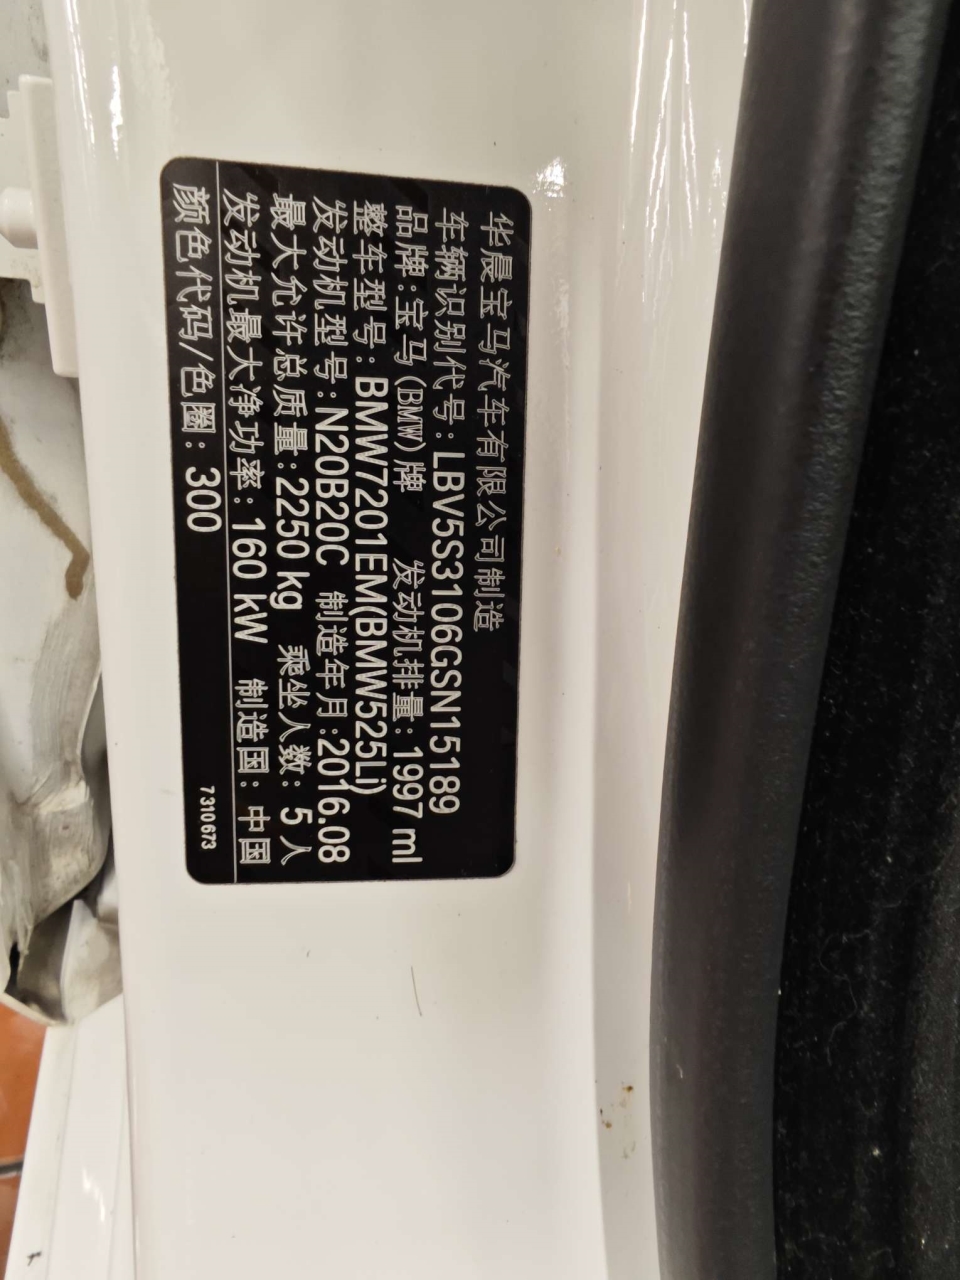 华晨宝马汽车有限公司制造
车辆识别代号:LBV5S3106GSN15189
品牌:宝马(BMW)牌 发动机排量:1997 ml
整车型号:BMW7201EM(BMW525Li)
发动机型号:N20B20C 制造年月:2016.08
最大允许总质量:2250 kg 乘坐人数:5人
发动机最大净功率:160 kW 制造国:中国
颜色代码/色圈:300
7310673